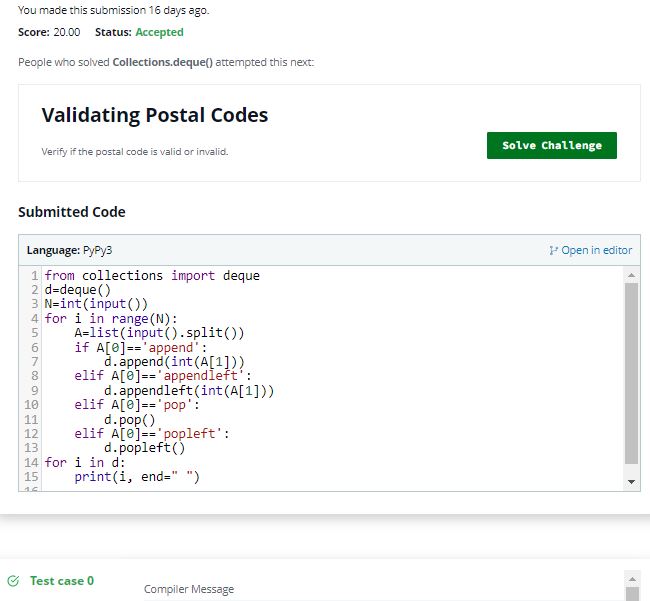 You made this submission 16 days ago.
Score: 20.00 Status: Accepted
People who solved Collections.deque() attempted this next:
Validating Postal Codes
Verify if the postal code is valid or invalid.
Solve Challenge
Submitted Code
Language: PyPy3 Open in editor
1 from collections import deque
2 d=deque()
3 N=int(input())
4 for i in range(N):
5     A=list(input().split())
6     if A[0]=='append':
7         d.append(int(A[1]))
8     elif A[0]=='appendleft':
9         d.appendleft(int(A[1]))
10     elif A[0]=='pop':
11         d.pop()
12     elif A[0]=='popleft':
13         d.popleft()
14 for i in d:
15     print(i, end=" ")
16
Test case 0
Compiler Message